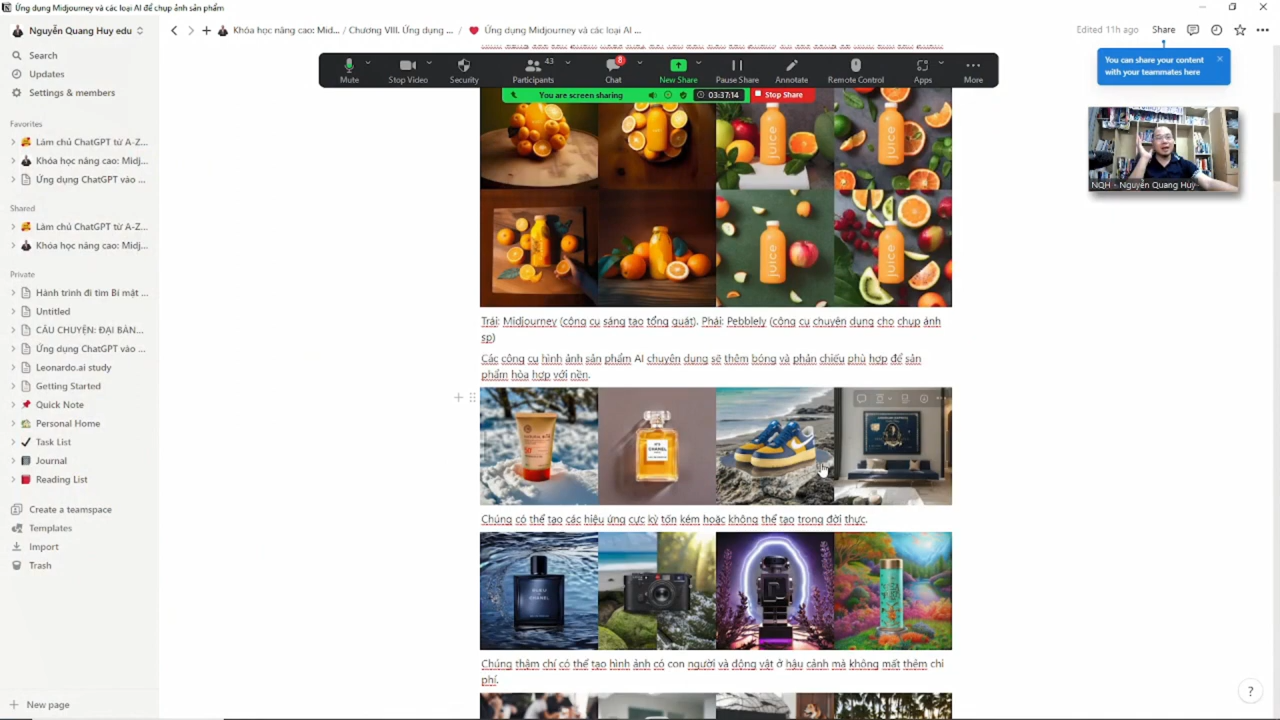 Ứng dụng Midjourney và các loại AI để chụp ảnh sản phẩm
Nguyễn Quang Huy edu
Khóa học nâng cao: Mid... / Chương VIII. Ứng dụng ... / Ứng dụng Midjourney và các loại AI ...
Edited 11h ago
Share
Search
Updates
Settings & members
Favorites
Làm chủ ChatGPT từ A-Z...
Khóa học nâng cao: Midj...
Ứng dụng ChatGPT vào ...
Shared
Làm chủ ChatGPT từ A-Z...
Khóa học nâng cao: Midj...
Private
Hành trình đi tìm Bí mật ...
Untitled
CÂU CHUYỆN: ĐẠI BÀN...
Ứng dụng ChatGPT vào ...
Leonardo.ai study
Getting Started
Quick Note
Personal Home
Task List
Journal
Reading List
Create a teamspace
Templates
Import
Trash
New page
Mute
Stop Video
Security
43
Participants
8
Chat
New Share
Pause Share
Annotate
Remote Control
Apps
More
You are screen sharing
03:37:14
Stop Share
You can share your content
with your teammates here
NQH - Nguyễn Quang Huy
juice
juice
juice
juice
Trái: Midjourney (công cụ sáng tạo tổng quát). Phải: Pebblely (công cụ chuyên dụng cho chụp ảnh
sp)
Các công cụ hình ảnh sản phẩm AI chuyên dụng sẽ thêm bóng và phản chiếu phù hợp để sản
phẩm hòa hợp với nền.
CHANEL
Chúng có thể tạo các hiệu ứng cực kỳ tốn kém hoặc không thể tạo trong đời thực.
BLEU
CHANEL
Chúng thậm chí có thể tạo hình ảnh có con người và động vật ở hậu cảnh mà không mất thêm chi
phí.
?